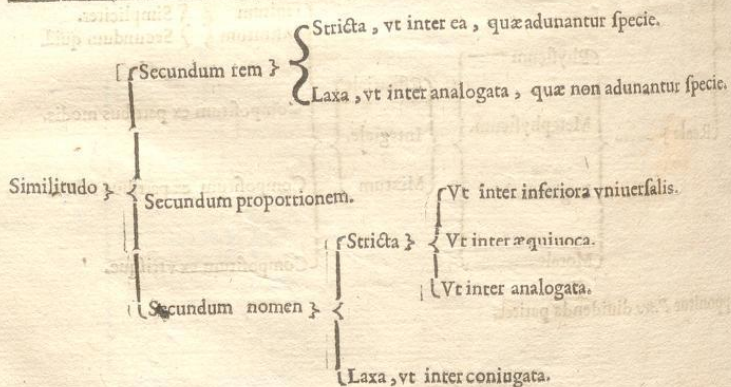 Stricta, vt inter ea, quæ adunantur ſpecie.
Secundum rem }
Laxa, vt inter analogata, quæ non adunantur ſpecie.
Similitudo }
Secundum proportionem.
Vt inter inferiora vniuerſalis.
Stricta }
Vt inter æquiuoca.
Vt inter analogata.
Secundum nomen }
Laxa, vt inter coniugata.